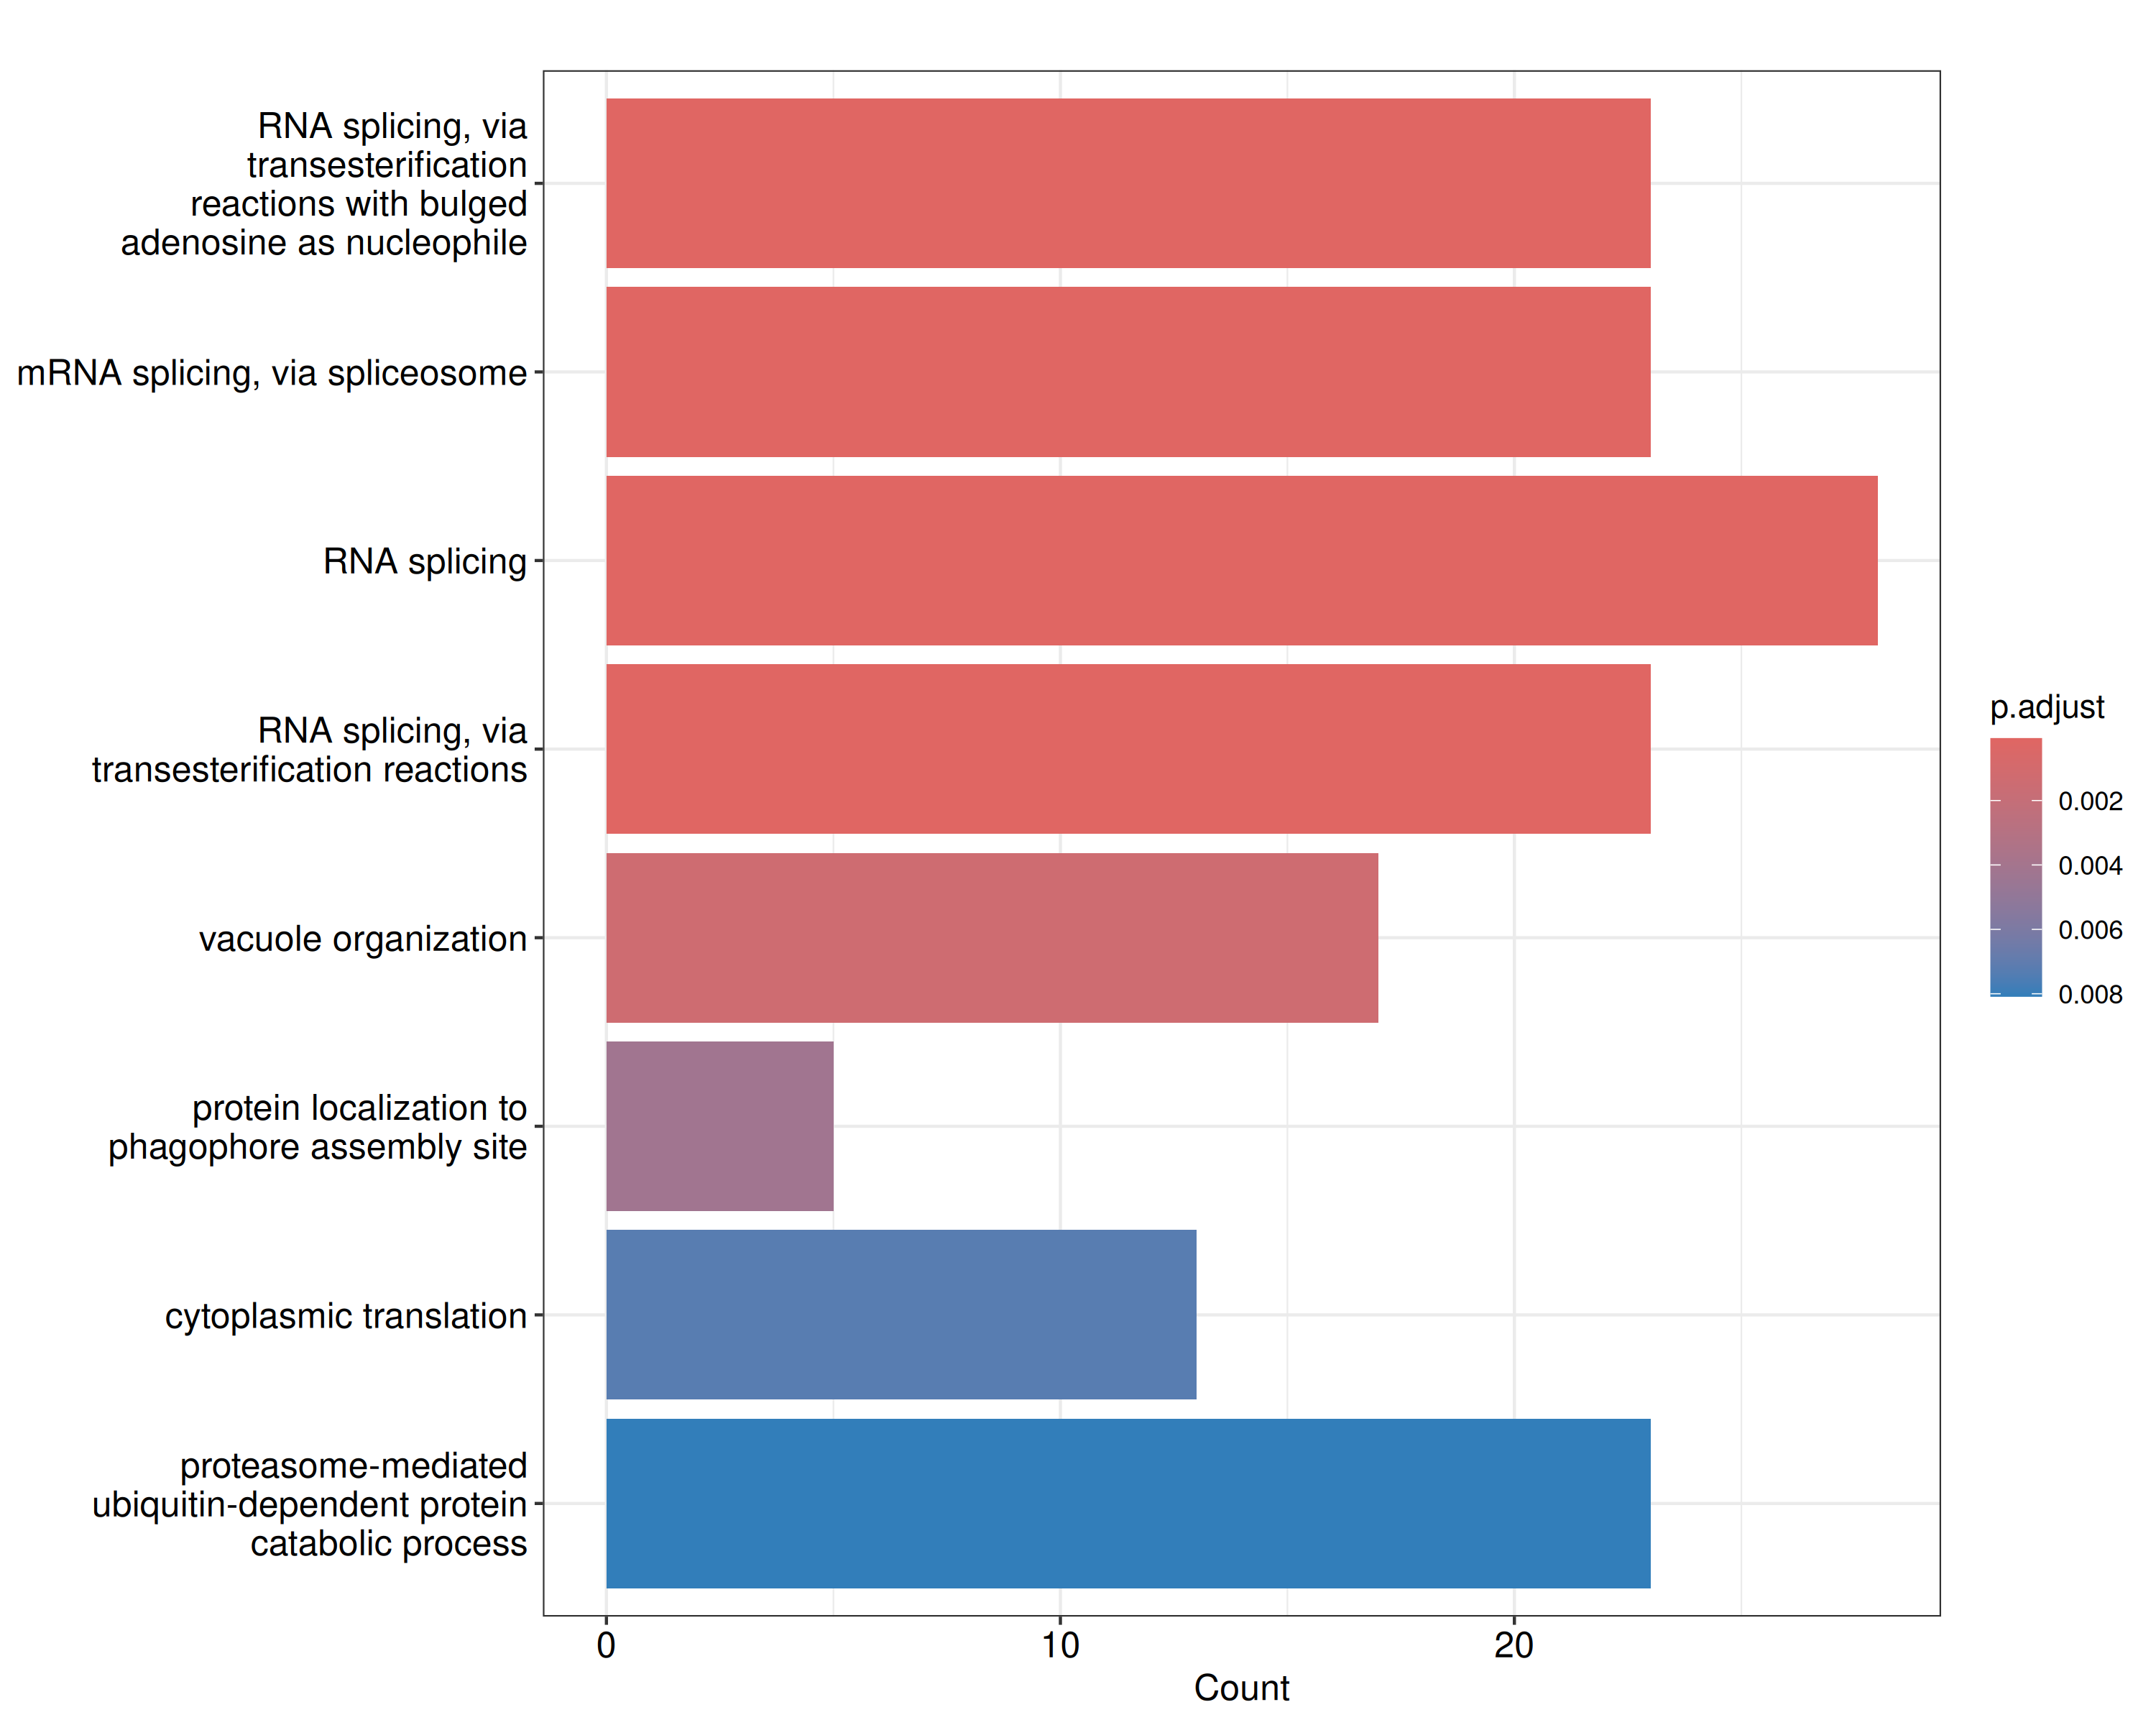 RNA splicing, via
transesterification
reactions with bulged
adenosine as nucleophile
mRNA splicing, via spliceosome
RNA splicing
RNA splicing, via
transesterification reactions
vacuole organization
protein localization to
phagophore assembly site
cytoplasmic translation
proteasome-mediated
ubiquitin-dependent protein
catabolic process
0 10 20
Count
p.adjust
0.002
0.004
0.006
0.008